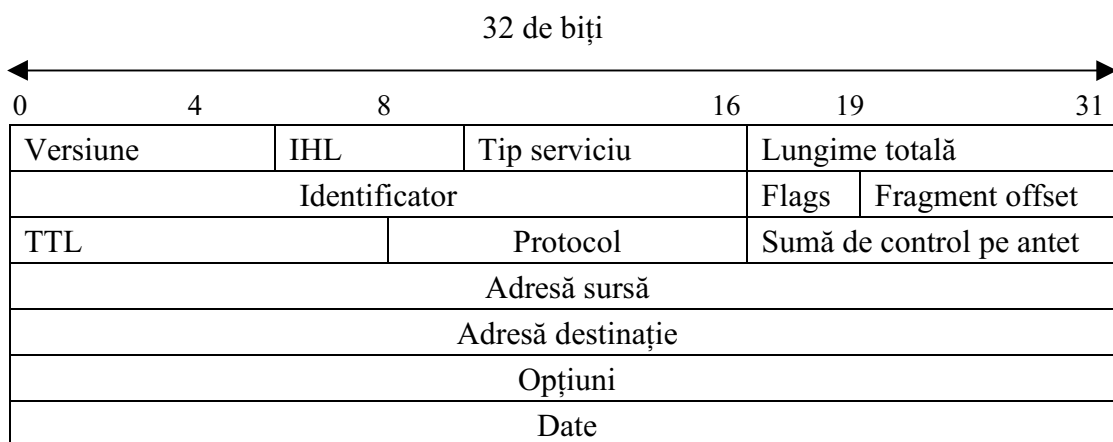 32 de biți
0 4 8 16 19 31
Versiune IHL Tip serviciu Lungime totală
Identificator Flags Fragment offset
TTL Protocol Sumă de control pe antet
Adresă sursă
Adresă destinație
Opțiuni
Date